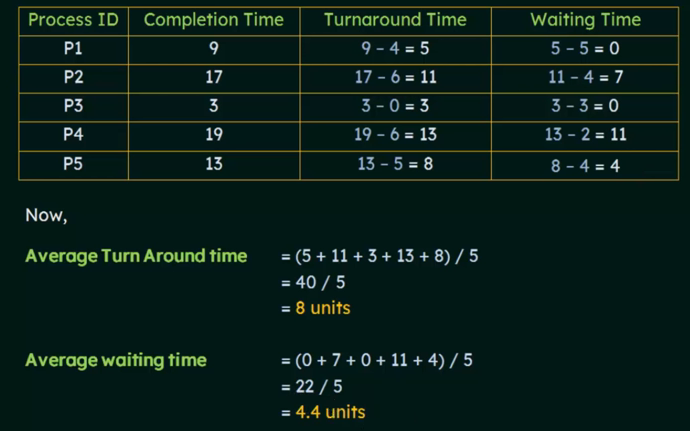 Process ID Completion Time Turnaround Time Waiting Time
P1 9 9 – 4 = 5 5 – 5 = 0
P2 17 17 – 6 = 11 11 – 4 = 7
P3 3 3 – 0 = 3 3 – 3 = 0
P4 19 19 – 6 = 13 13 – 2 = 11
P5 13 13 – 5 = 8 8 – 4 = 4
Now,
Average Turn Around time = (5 + 11 + 3 + 13 + 8) / 5
= 40 / 5
= 8 units
Average waiting time = (0 + 7 + 0 + 11 + 4) / 5
= 22 / 5
= 4.4 units